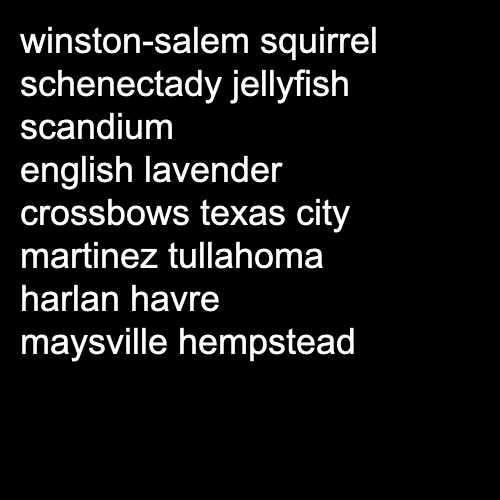 winston-salem squirrel
schenectady jellyfish
scandium
english lavender
crossbows texas city
martinez tullahoma
harlan havre
maysville hempstead